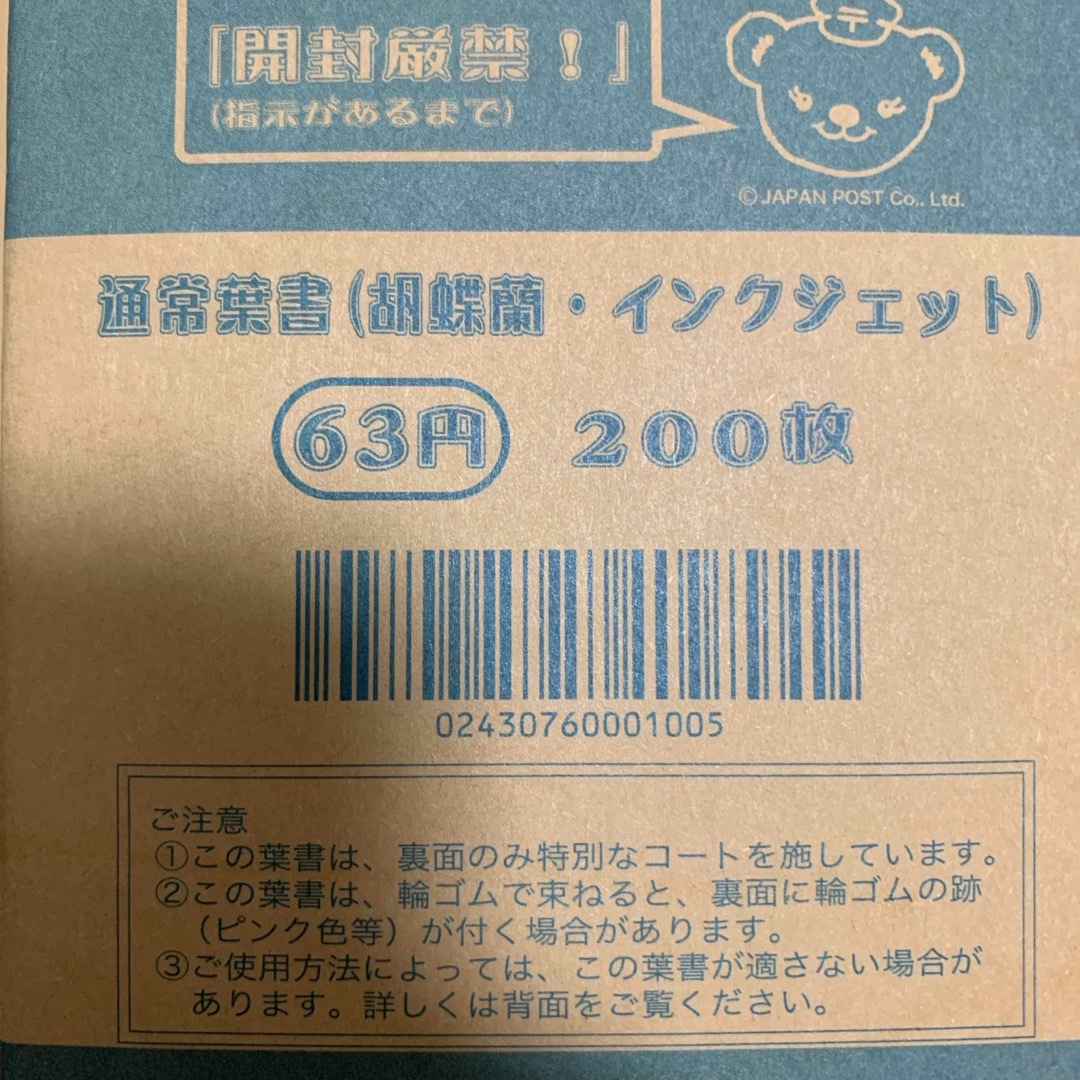 「開封厳禁！」
(指示があるまで)
〒
©JAPAN POST Co,. Ltd.
通常葉書(胡蝶蘭・インクジェット)
63円 200枚
02430760001005
ご注意
①この葉書は、裏面のみ特別なコートを施しています。
②この葉書は、輪ゴムで束ねると、裏面に輪ゴムの跡
（ピンク色等）が付く場合があります。
③ご使用方法によっては、この葉書が適さない場合が
あります。詳しくは背面をご覧ください。